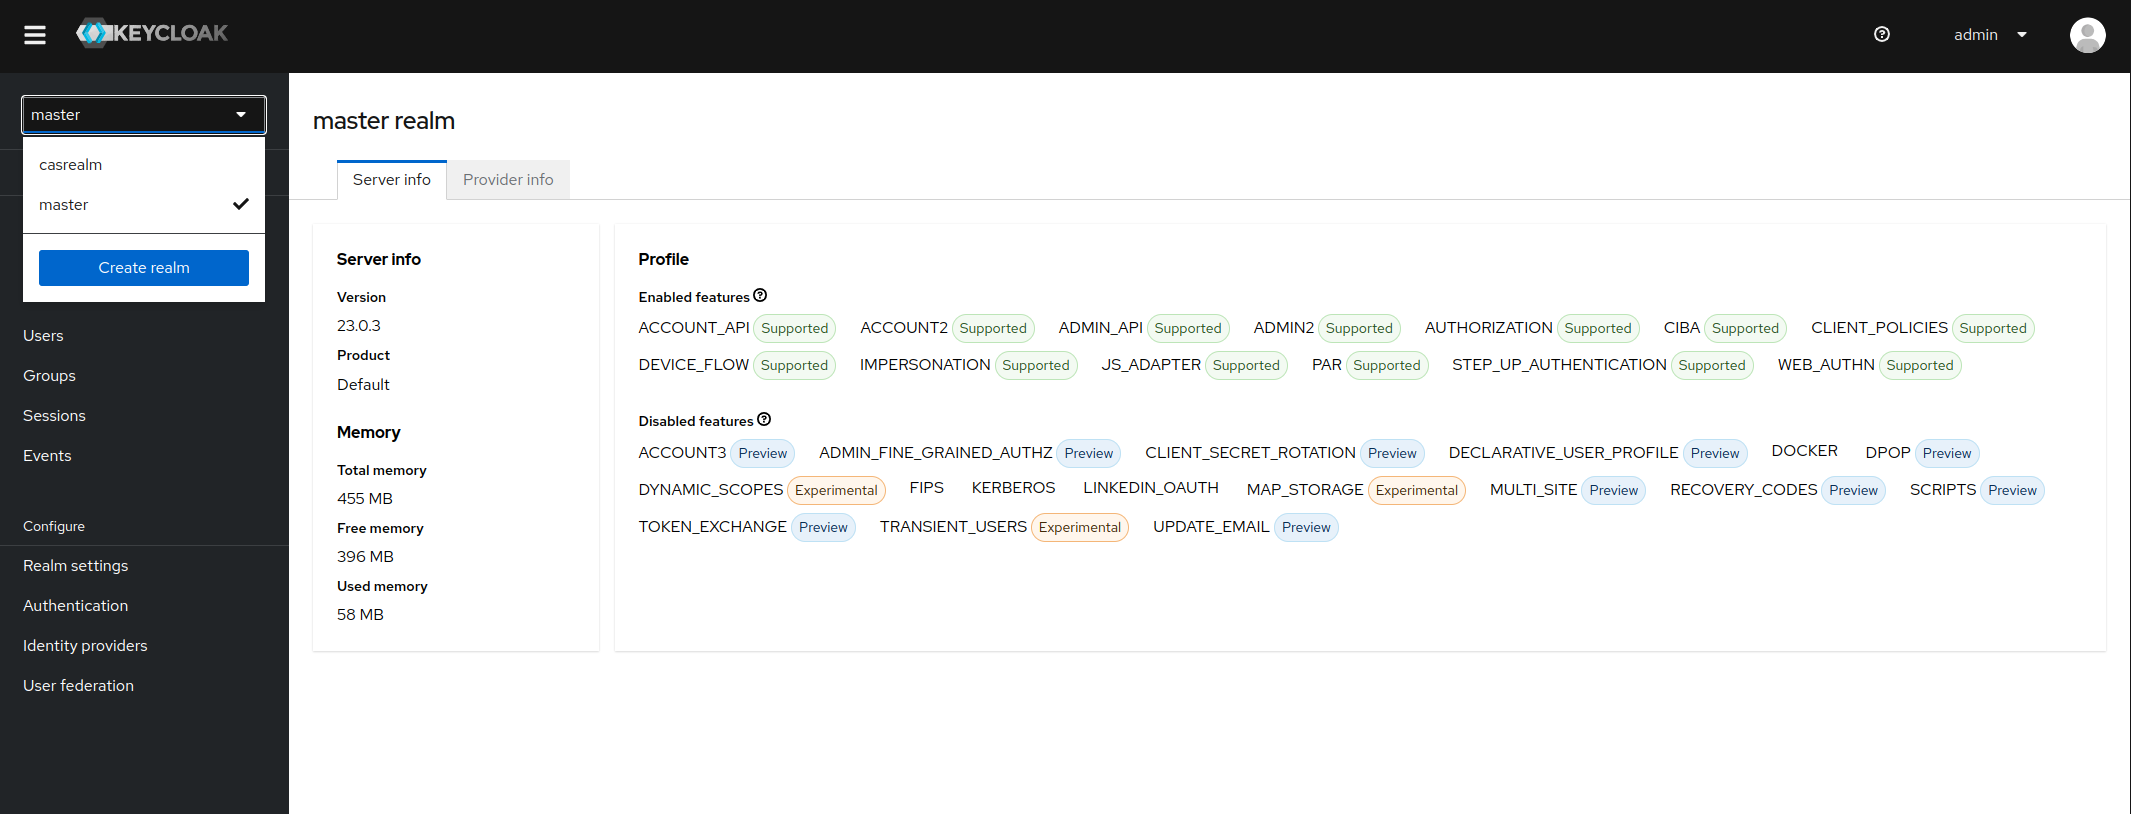 KEYCLOAK
admin
master
casrealm
master
Create realm
Users
Groups
Sessions
Events
Configure
Realm settings
Authentication
Identity providers
User federation
master realm
Server info
Provider info
Server info
Version
23.0.3
Product
Default
Memory
Total memory
455 MB
Free memory
396 MB
Used memory
58 MB
Profile
Enabled features
ACCOUNT_API Supported ACCOUNT2 Supported ADMIN_API Supported ADMIN2 Supported AUTHORIZATION Supported CIBA Supported CLIENT_POLICIES Supported
DEVICE_FLOW Supported IMPERSONATION Supported JS_ADAPTER Supported PAR Supported STEP_UP_AUTHENTICATION Supported WEB_AUTHN Supported
Disabled features
ACCOUNT3 Preview ADMIN_FINE_GRAINED_AUTHZ Preview CLIENT_SECRET_ROTATION Preview DECLARATIVE_USER_PROFILE Preview DOCKER DPOP Preview
DYNAMIC_SCOPES Experimental FIPS KERBEROS LINKEDIN_OAUTH MAP_STORAGE Experimental MULTI_SITE Preview RECOVERY_CODES Preview SCRIPTS Preview
TOKEN_EXCHANGE Preview TRANSIENT_USERS Experimental UPDATE_EMAIL Preview